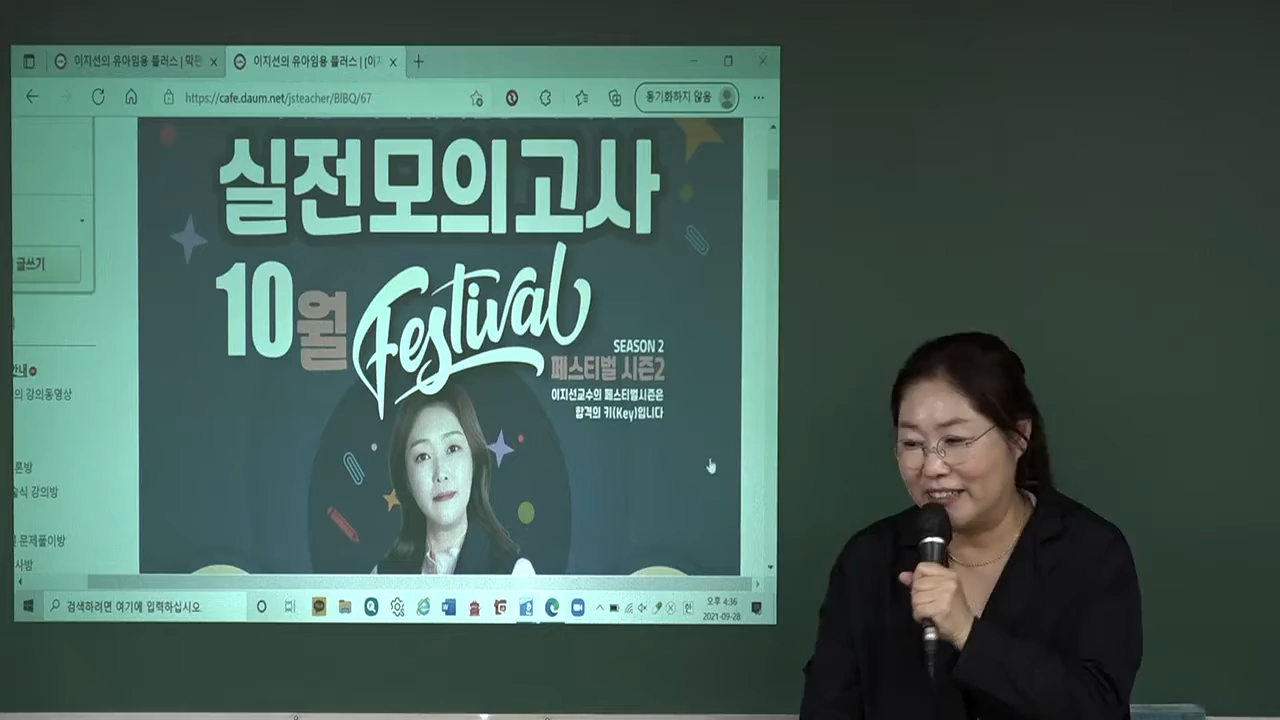 이지선의 유아임용 플러스 | 막판
이지선의 유아임용 플러스 | [이지
https://cafe.daum.net/jsteacher/BlBQ/67
동기화하지 않음
실전모의고사
10월 Festival
SEASON 2
페스티벌 시즌2
이지선교수의 페스티벌시즌은
합격의 키(Key)입니다
글쓰기
안내
의 강의동영상
론방
술식 강의방
문제풀이방
사방
검색하려면 여기에 입력하십시오.
오후 4:36
2021-09-28